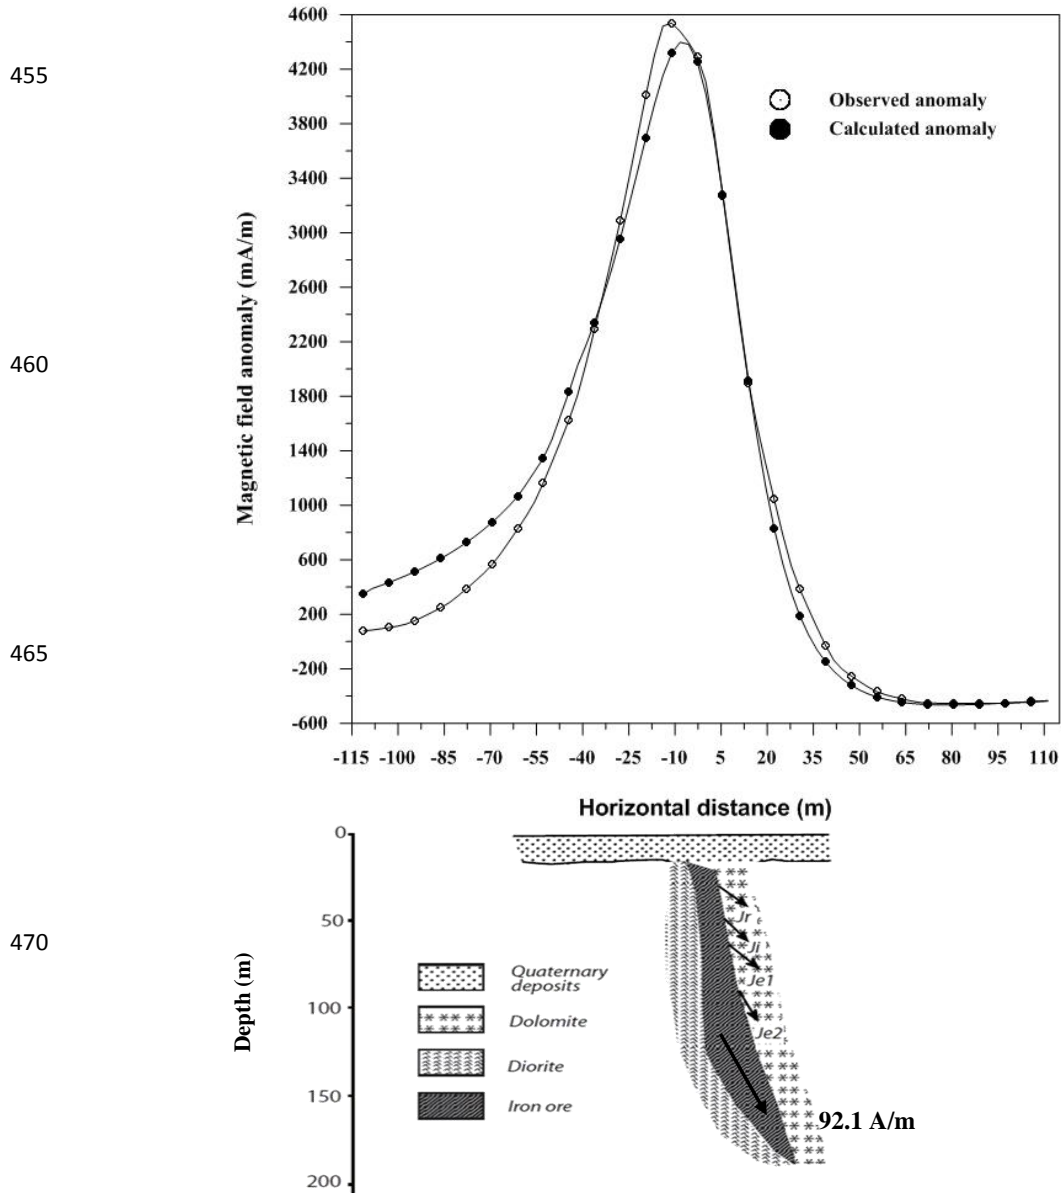 455
460
465
470
4600
4200
3800
3400
3000
2600
2200
1800
1400
1000
600
200
-200
-600
Magnetic field anomaly (mA/m)
Observed anomaly
Calculated anomaly
-115 -100 -85 -70 -55 -40 -25 -10 5 20 35 50 65 80 95 110
Horizontal distance (m)
0
50
100
150
200
Depth (m)
Quaternary
deposits
Dolomite
Diorite
Iron ore
Jr
Ji
Je1
Je2
92.1 A/m